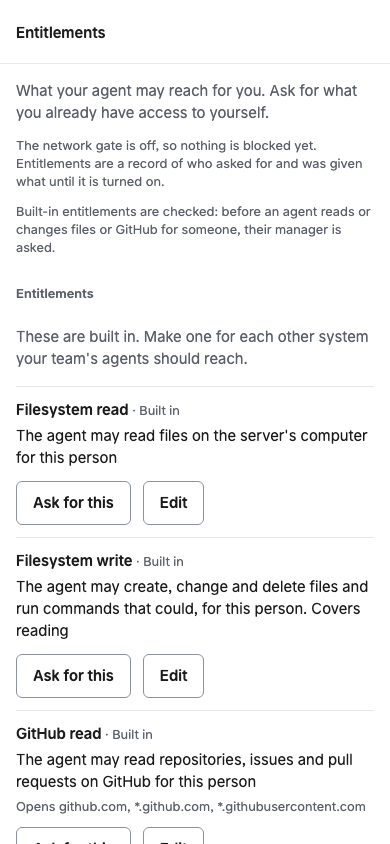 Entitlements
What your agent may reach for you. Ask for what
you already have access to yourself.
The network gate is off, so nothing is blocked yet.
Entitlements are a record of who asked for and was given
what until it is turned on.
Built-in entitlements are checked: before an agent reads or
changes files or GitHub for someone, their manager is
asked.
Entitlements
These are built in. Make one for each other system
your team's agents should reach.
Filesystem read · Built in
The agent may read files on the server's computer
for this person
Ask for this
Edit
Filesystem write · Built in
The agent may create, change and delete files and
run commands that could, for this person. Covers
reading
Ask for this
Edit
GitHub read · Built in
The agent may read repositories, issues and pull
requests on GitHub for this person
Opens github.com, *.github.com, *.githubusercontent.com
Ask for this
Edit